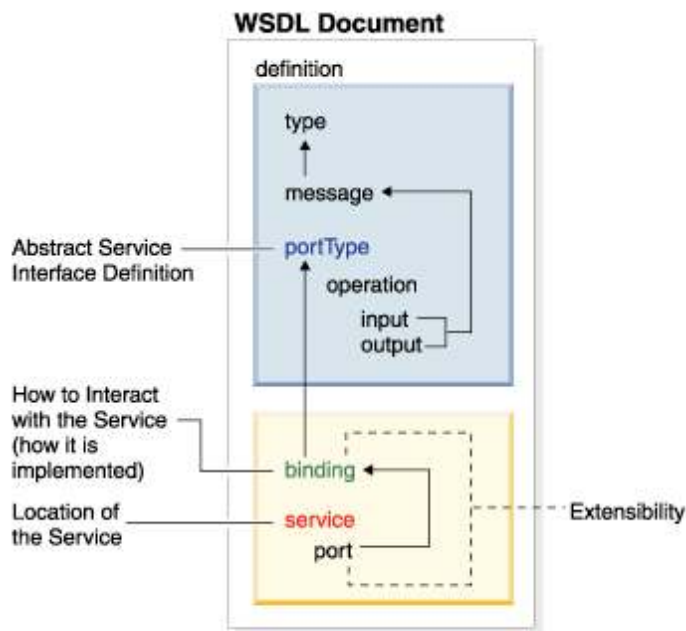 WSDL Document
definition
type
message
Abstract Service
Interface Definition
portType
operation
input
output
How to Interact
with the Service
(how it is
implemented)
binding
Location of
the Service
service
port
Extensibility